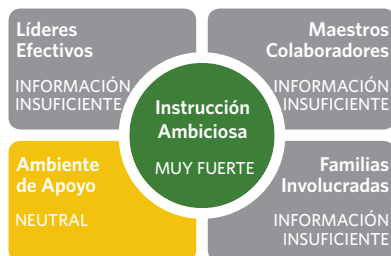 Líderes
Efectivos
INFORMACIÓN
INSUFICIENTE
Maestros
Colaboradores
INFORMACIÓN
INSUFICIENTE
Instrucción
Ambiciosa
MUY FUERTE
Ambiente
de Apoyo
NEUTRAL
Familias
Involucradas
INFORMACIÓN
INSUFICIENTE